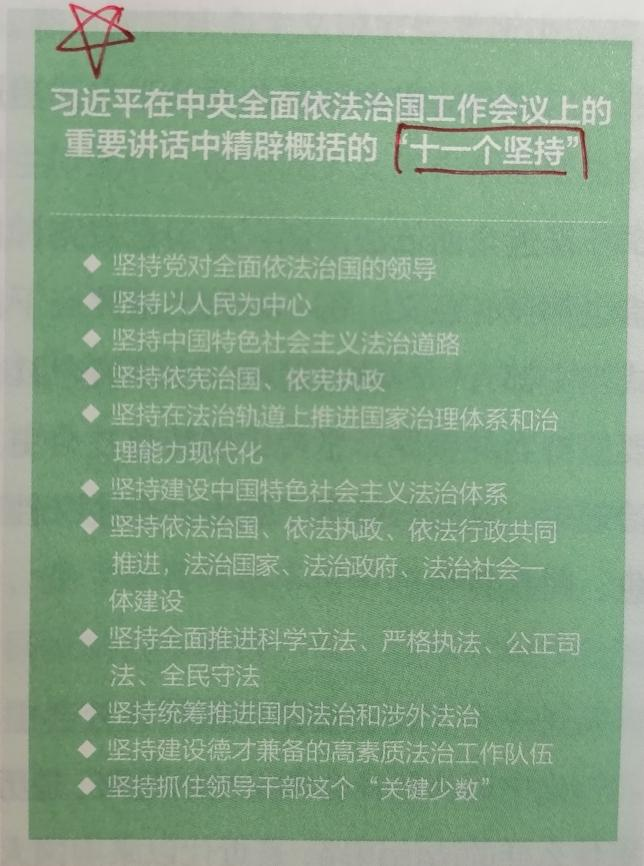 习近平在中央全面依法治国工作会议上的
重要讲话中精辟概括的“十一个坚持”
◆ 坚持党对全面依法治国的领导
◆ 坚持以人民为中心
◆ 坚持中国特色社会主义法治道路
◆ 坚持依宪治国、依宪执政
◆ 坚持在法治轨道上推进国家治理体系和治
理能力现代化
◆ 坚持建设中国特色社会主义法治体系
◆ 坚持依法治国、依法执政、依法行政共同
推进，法治国家、法治政府、法治社会一
体建设
◆ 坚持全面推进科学立法、严格执法、公正司
法、全民守法
◆ 坚持统筹推进国内法治和涉外法治
◆ 坚持建设德才兼备的高素质法治工作队伍
◆ 坚持抓住领导干部这个“关键少数”